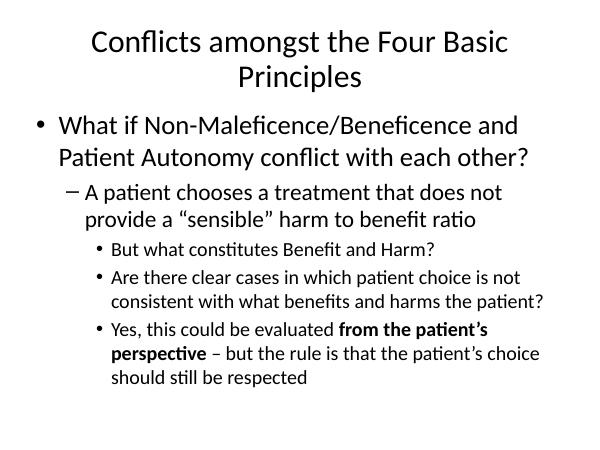 Conflicts amongst the Four Basic
Principles
• What if Non-Maleficence/Beneficence and
Patient Autonomy conflict with each other?
– A patient chooses a treatment that does not
provide a “sensible” harm to benefit ratio
• But what constitutes Benefit and Harm?
• Are there clear cases in which patient choice is not
consistent with what benefits and harms the patient?
• Yes, this could be evaluated from the patient’s
perspective – but the rule is that the patient’s choice
should still be respected